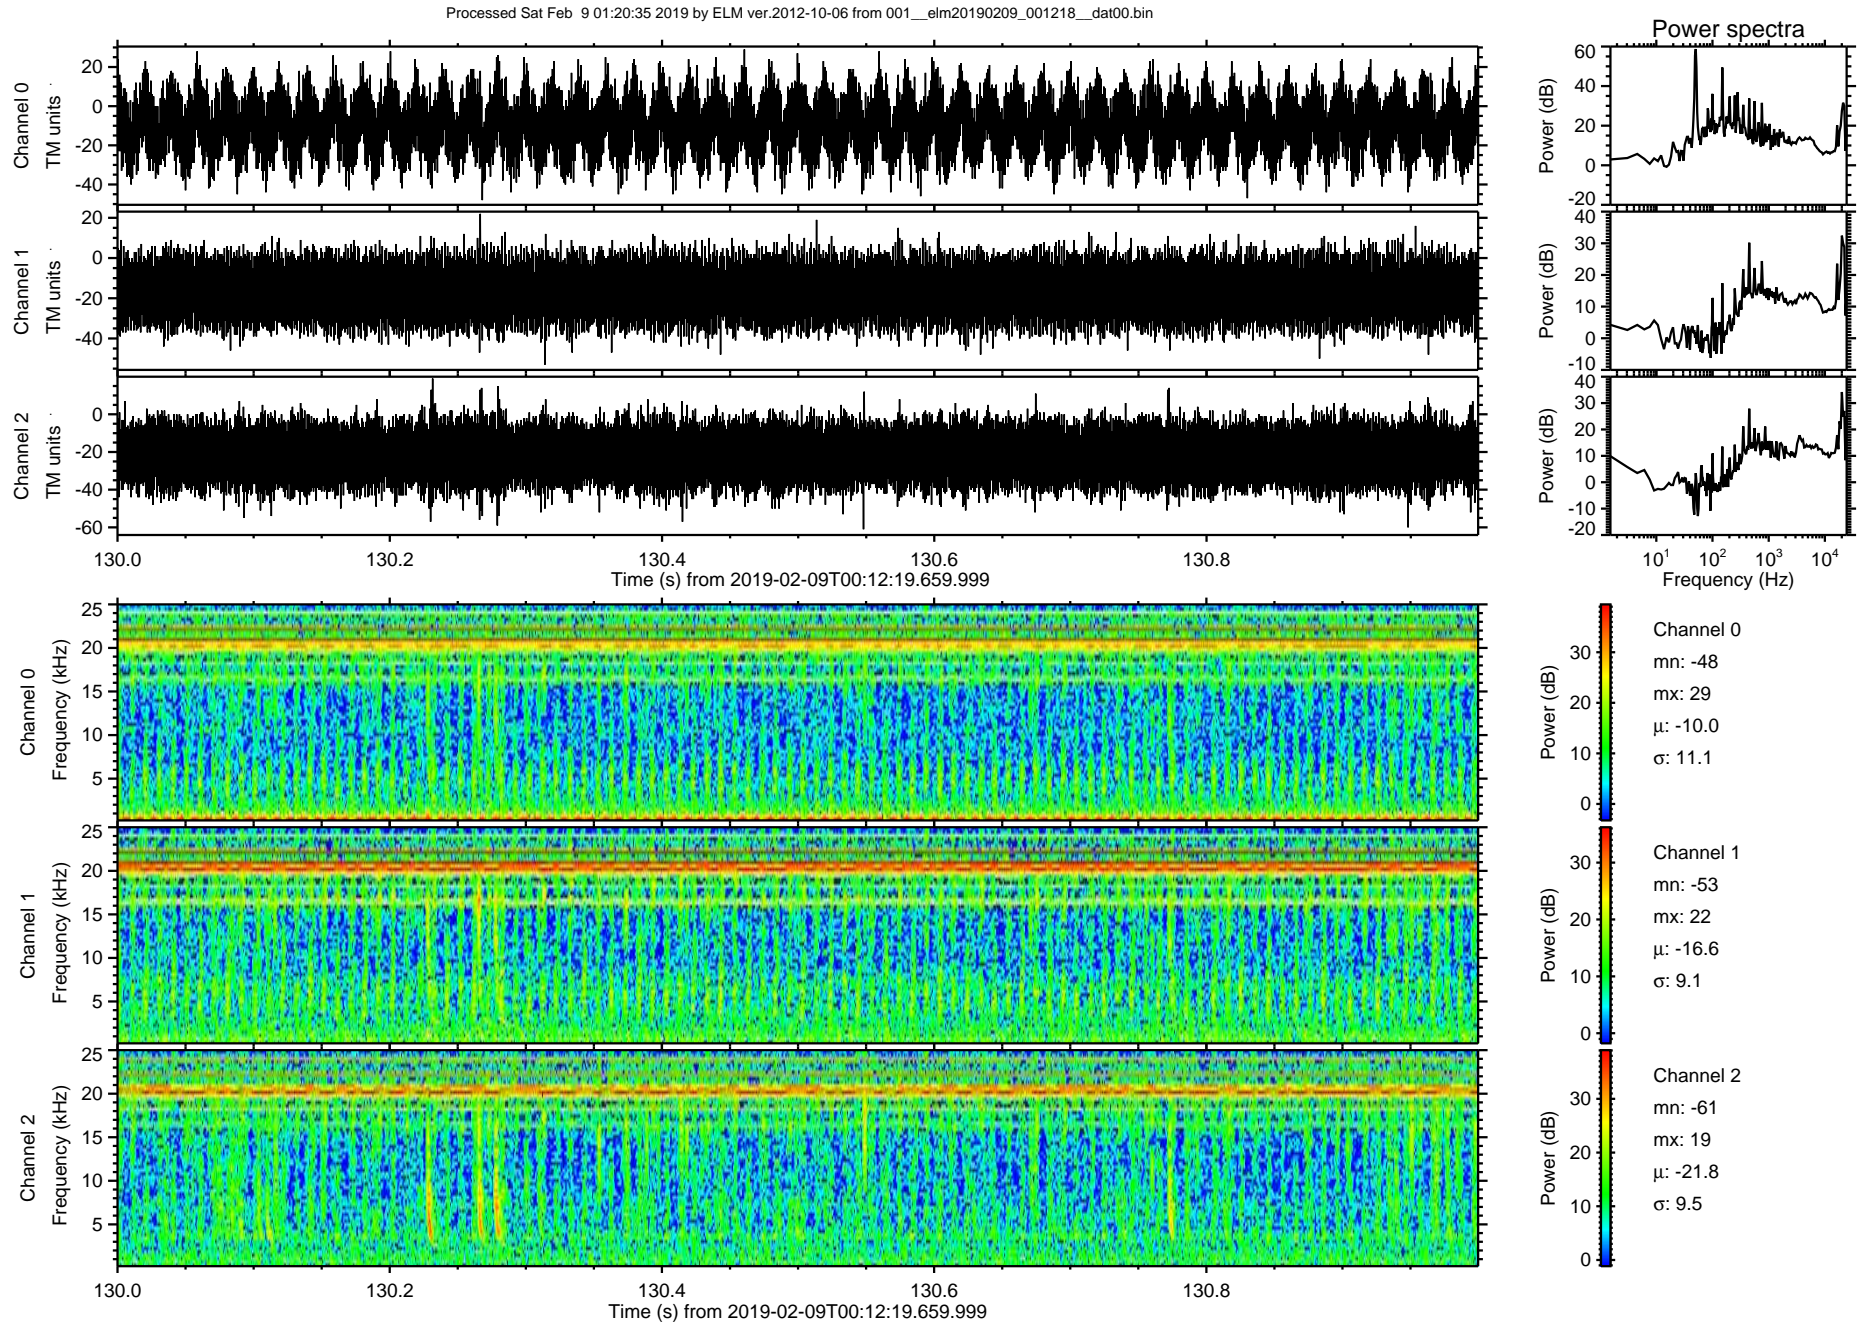 Processed Sat Feb  9 01:20:35 2019 by ELM ver.2012-10-06 from 001__elm20190209_001218__dat00.bin
Power spectra
Channel 0
TM units
20
0
-20
-40
Power (dB)
60
40
20
0
-20
Channel 1
TM units
20
0
-20
-40
Power (dB)
40
30
20
10
0
-10
Channel 2
TM units
0
-20
-40
-60
Power (dB)
40
30
20
10
0
-10
-20
130.0 130.2 130.4 130.6 130.8
Time (s) from 2019-02-09T00:12:19.659.999
10^1 10^2 10^3 10^4
Frequency (Hz)
Channel 0
Frequency (kHz)
25
20
15
10
5
Power (dB)
30
20
10
0
Channel 0
mn: -48
mx: 29
μ: -10.0
σ: 11.1
Channel 1
Frequency (kHz)
25
20
15
10
5
Power (dB)
30
20
10
0
Channel 1
mn: -53
mx: 22
μ: -16.6
σ: 9.1
Channel 2
Frequency (kHz)
25
20
15
10
5
Power (dB)
30
20
10
0
Channel 2
mn: -61
mx: 19
μ: -21.8
σ: 9.5
130.0 130.2 130.4 130.6 130.8
Time (s) from 2019-02-09T00:12:19.659.999